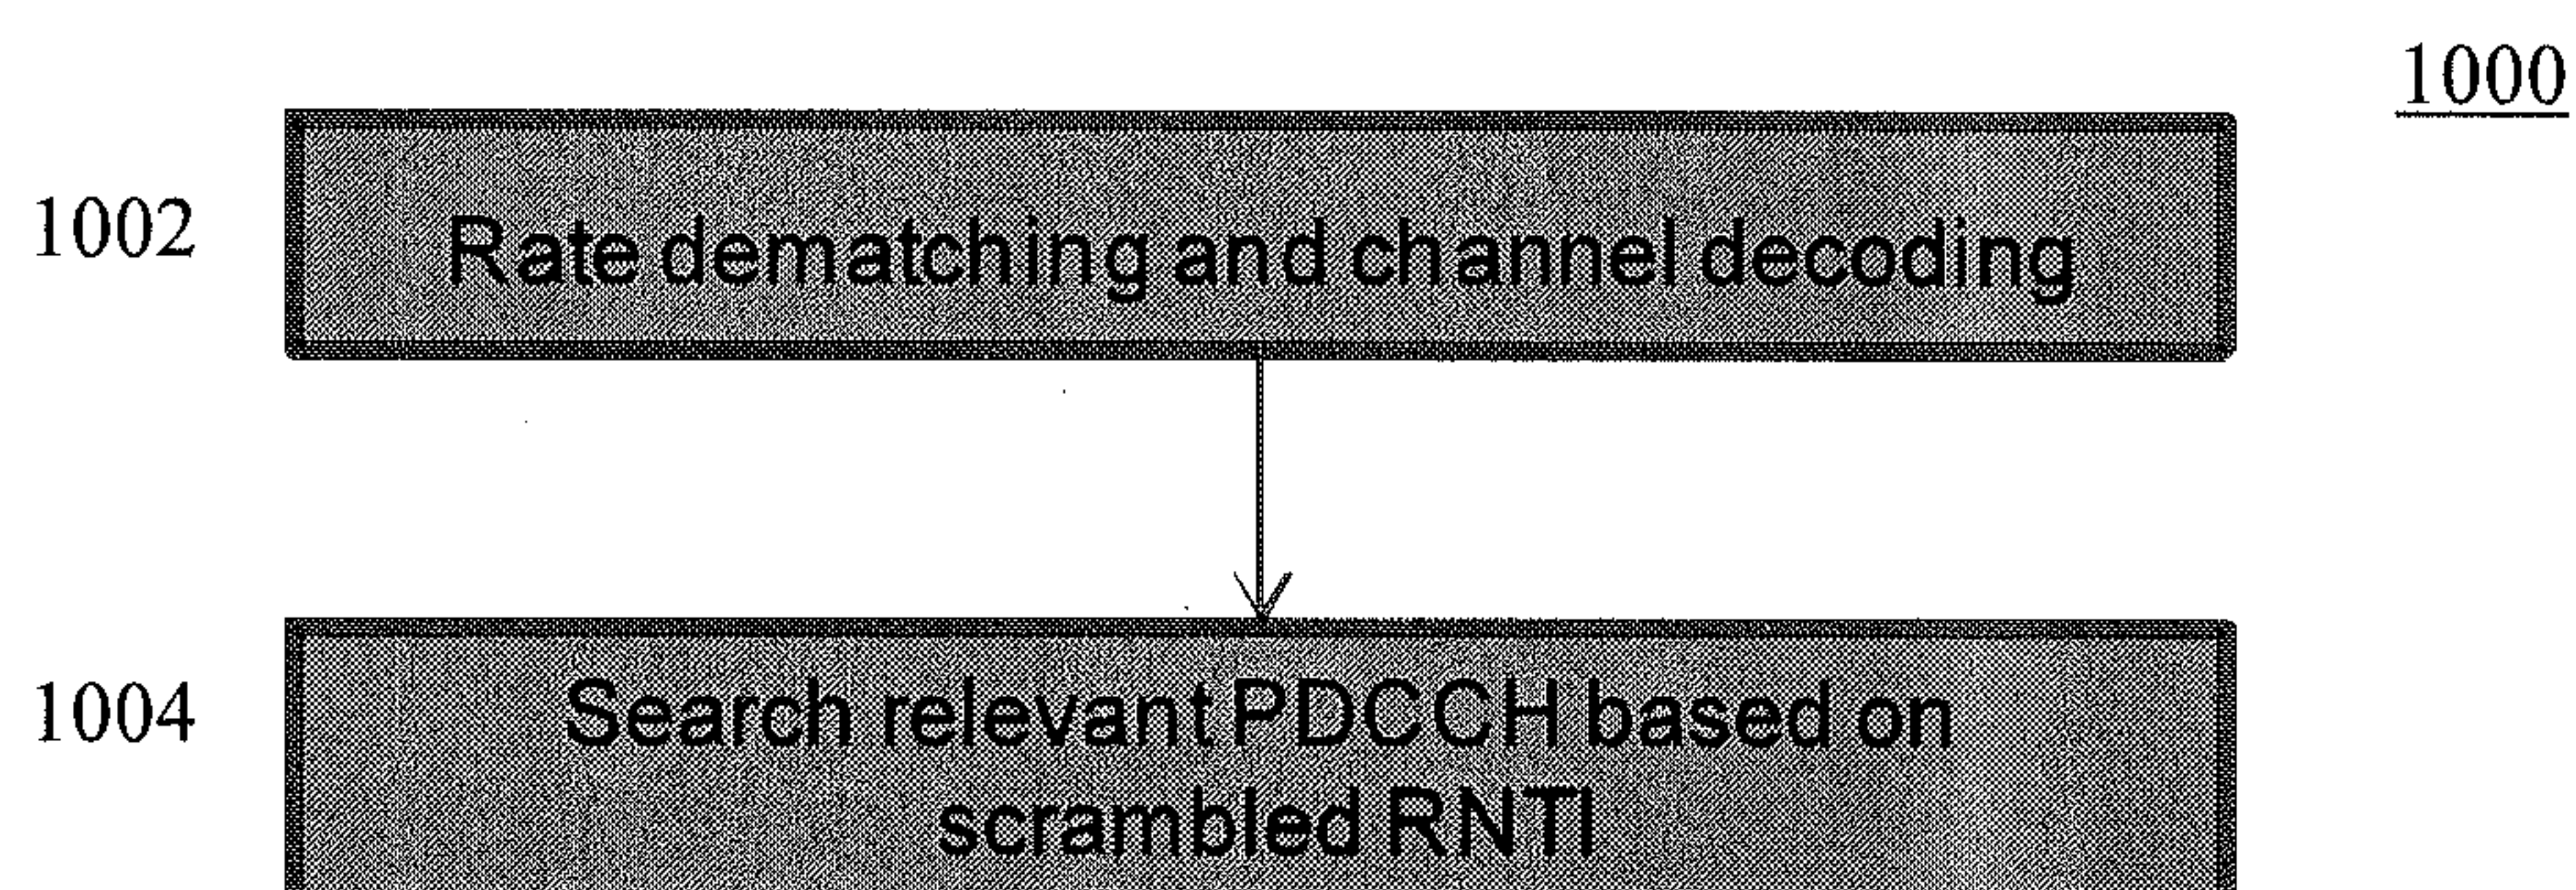 1000
1002
Rate dematching and channel decoding
1004
Search relevant PDCCH based on
scrambled RNTI